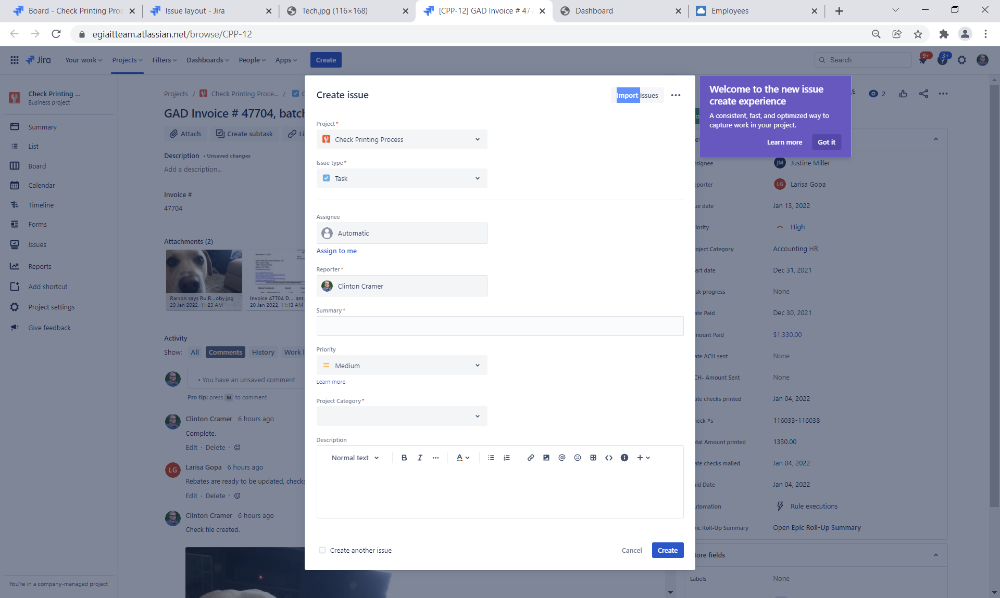 Board - Check Printing Proc
Issue layout - Jira
Tech.jpg (116×168)
[CPP-12] GAD Invoice # 477
Dashboard
Employees
egiaitteam.atlassian.net/browse/CPP-12
Jira
Your work
Projects
Filters
Dashboards
People
Apps
Create
Search
9+
3+
Check Printing ...
Business project
Summary
List
Board
Calendar
Timeline
Forms
Issues
Reports
Add shortcut
Project settings
Give feedback
You're in a company-managed project
Projects / Check Printing Proce... /
GAD Invoice # 47704, batch
Attach
Create subtask
Li
Description • Unsaved changes
Add a description...
Invoice #
47704
Attachments (2)
Rarson says Ru R...oby.jpg
20 Jan 2022, 11:23 AM
Invoice 47704 D... ant.
20 Jan 2022, 11:13 AM
Activity
Show: All Comments History Work l
• You have an unsaved comment
Pro tip: press M to comment
Clinton Cramer 6 hours ago
Complete.
Edit · Delete ·
LG
Larisa Gopa 6 hours ago
Rebates are ready to be updated, checks
Edit · Delete ·
Clinton Cramer 6 hours ago
Check file created.
Create issue
Import issues
Project *
Check Printing Process
Issue type *
Task
Assignee
Automatic
Assign to me
Reporter *
Clinton Cramer
Summary *
Priority
Medium
Learn more
Project Category *
Description
Normal text
B I ... A
Create another issue
Cancel
Create
Welcome to the new issue
create experience
A consistent, fast, and optimized way to
capture work in your project.
Learn more
Got it
2
signee JM Justine Miller
eporter LG Larisa Gopa
ue date Jan 13, 2022
iority High
oject Category Accounting HR
art date Dec 31, 2021
sk progress None
ate Paid Dec 30, 2021
mount Paid $1,330.00
ate ACH sent None
CH- Amount Sent None
ate checks printed Jan 04, 2022
heck #s 116033-116038
tal Amount printed 1330.00
ate checks mailed Jan 04, 2022
aid Date Jan 04, 2022
utomation Rule executions
ic Roll-Up Summary Open Epic Roll-Up Summary
ore fields
Labels None